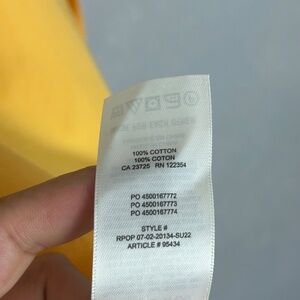 100% COTTON
100% COTON
CA 23725 RN 122354
PO 4500167772
PO 4500167773
PO 4500167774
STYLE #
RPOP 07-02-20134-SU22
ARTICLE # 95434